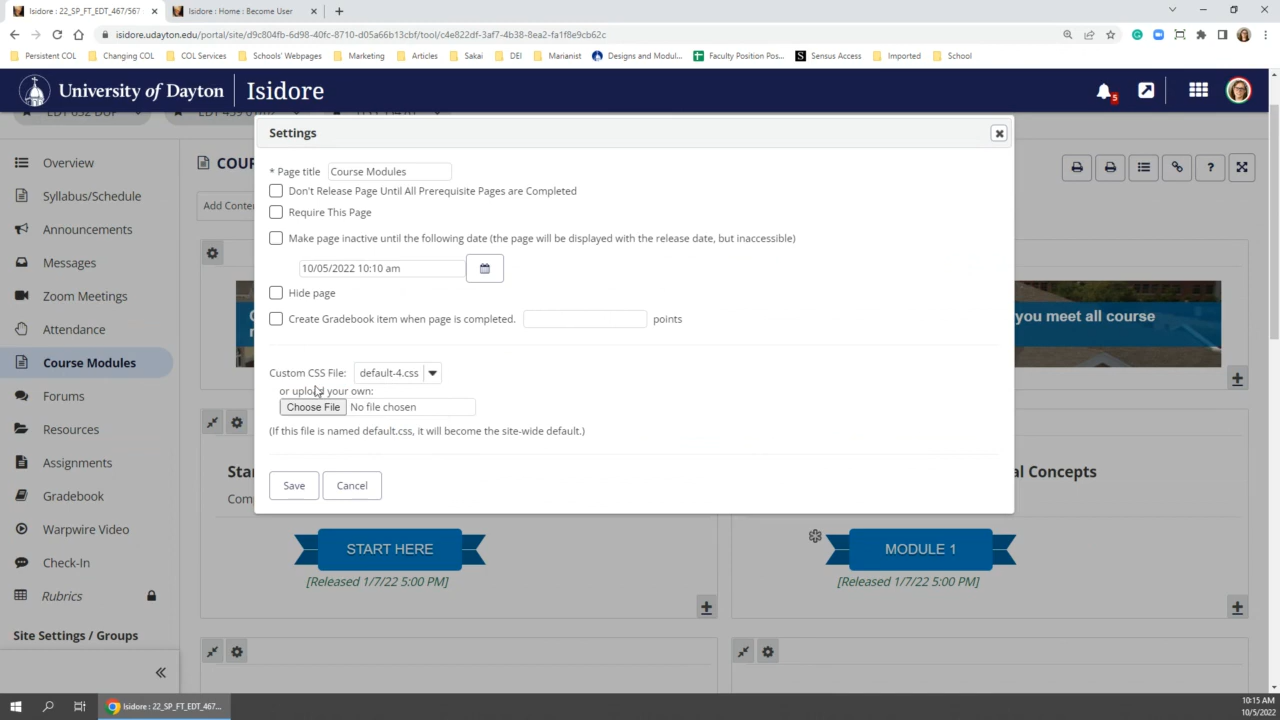 Isidore : 22_SP_FT_EDT_467/567
Isidore : Home : Become User
isidore.udayton.edu/portal/site/d9c804fb-6d98-40fc-8710-d05a66b13cbf/tool/c4e822df-3af7-4b38-8ea2-fa1f8e9cb62c
Persistent COL
Changing COL
COL Services
Schools' Webpages
Marketing
Articles
Sakai
DEI
Marianist
Designs and Modul...
Faculty Position Pos...
Sensus Access
Imported
School
University of Dayton
Isidore
5
Settings
Overview
Syllabus/Schedule
Announcements
Messages
Zoom Meetings
Attendance
Course Modules
Forums
Resources
Assignments
Gradebook
Warpwire Video
Check-In
Rubrics
Site Settings / Groups
COUR
Add Conten
* Page title Course Modules
Don't Release Page Until All Prerequisite Pages are Completed
Require This Page
Make page inactive until the following date (the page will be displayed with the release date, but inaccessible)
10/05/2022 10:10 am
Hide page
Create Gradebook item when page is completed. points
Custom CSS File: default-4.css
or upload your own:
Choose File No file chosen
(If this file is named default.css, it will become the site-wide default.)
Save
Cancel
you meet all course
Star
Com
START HERE
[Released 1/7/22 5:00 PM]
al Concepts
MODULE 1
[Released 1/7/22 5:00 PM]
Isidore : 22_SP_FT_EDT_467...
10:15 AM
10/5/2022